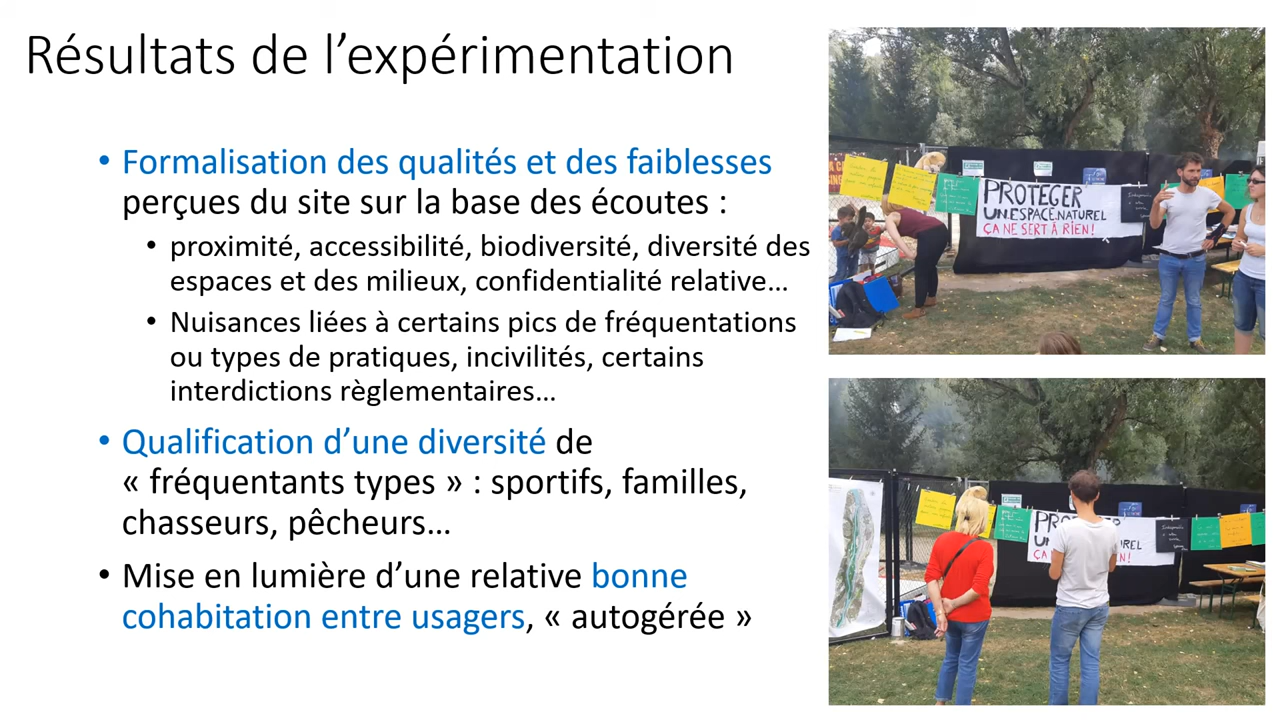 Résultats de l’expérimentation
• Formalisation des qualités et des faiblesses
perçues du site sur la base des écoutes :
• proximité, accessibilité, biodiversité, diversité des
espaces et des milieux, confidentialité relative…
• Nuisances liées à certains pics de fréquentations
ou types de pratiques, incivilités, certains
interdictions règlementaires…
• Qualification d’une diversité de
« fréquentants types » : sportifs, familles,
chasseurs, pêcheurs…
• Mise en lumière d’une relative bonne
cohabitation entre usagers, « autogérée »
PROTEGER
UN.ESPACE.NATUREL
ÇA NE SERT À RIEN!